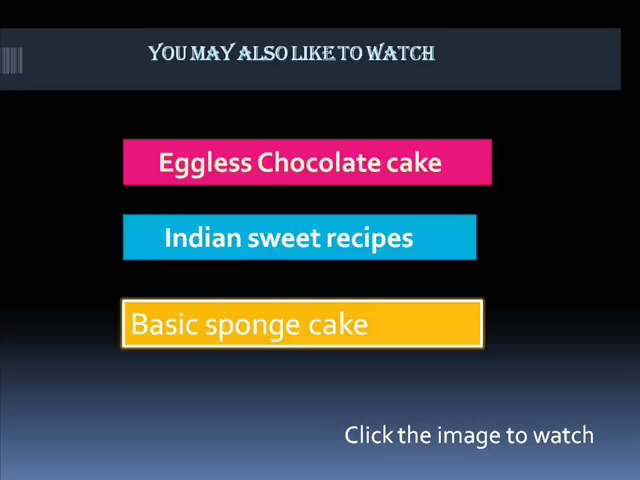 YOU MAY ALSO LIKE TO WATCH
Eggless Chocolate cake
Indian sweet recipes
Basic sponge cake
Click the image to watch